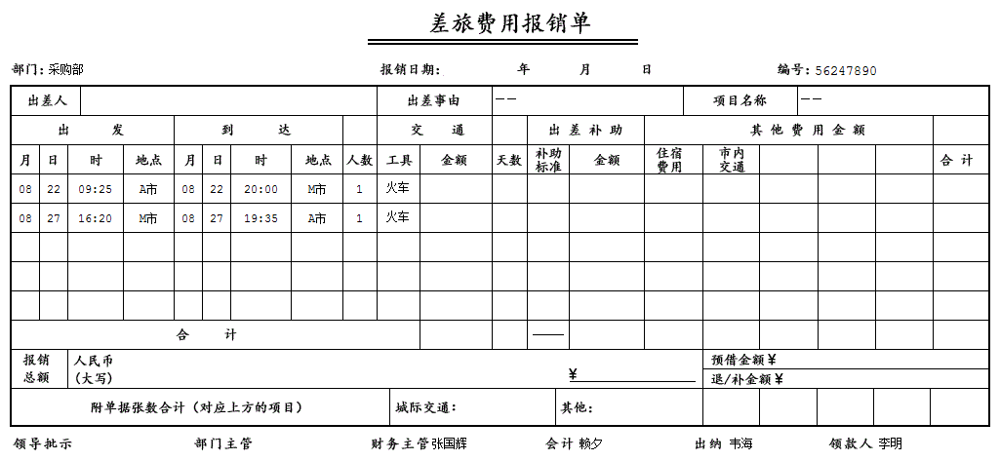 差旅费用报销单
部门: 采购部 报销日期: 年 月 日 编号: 56247890
出差人 出差事由 —— 项目名称 ——
出 发 到 达 交 通 出 差 补 助 其 他 费 用 金 额
月 日 时 地点 月 日 时 地点 人数 工具 金额 天数 补助标准 金额 住宿费用 市内交通 合 计
08 22 09:25 A市 08 22 20:00 M市 1 火车
08 27 16:20 M市 08 27 19:35 A市 1 火车
合 计 ——
报销总额 人民币(大写) ¥ 预借金额¥
退/补金额¥
附单据张数合计(对应上方的项目) 城际交通: 其他:
领导批示 部门主管 财务主管 张国辉 会计 赖夕 出纳 韦海 领款人 李明